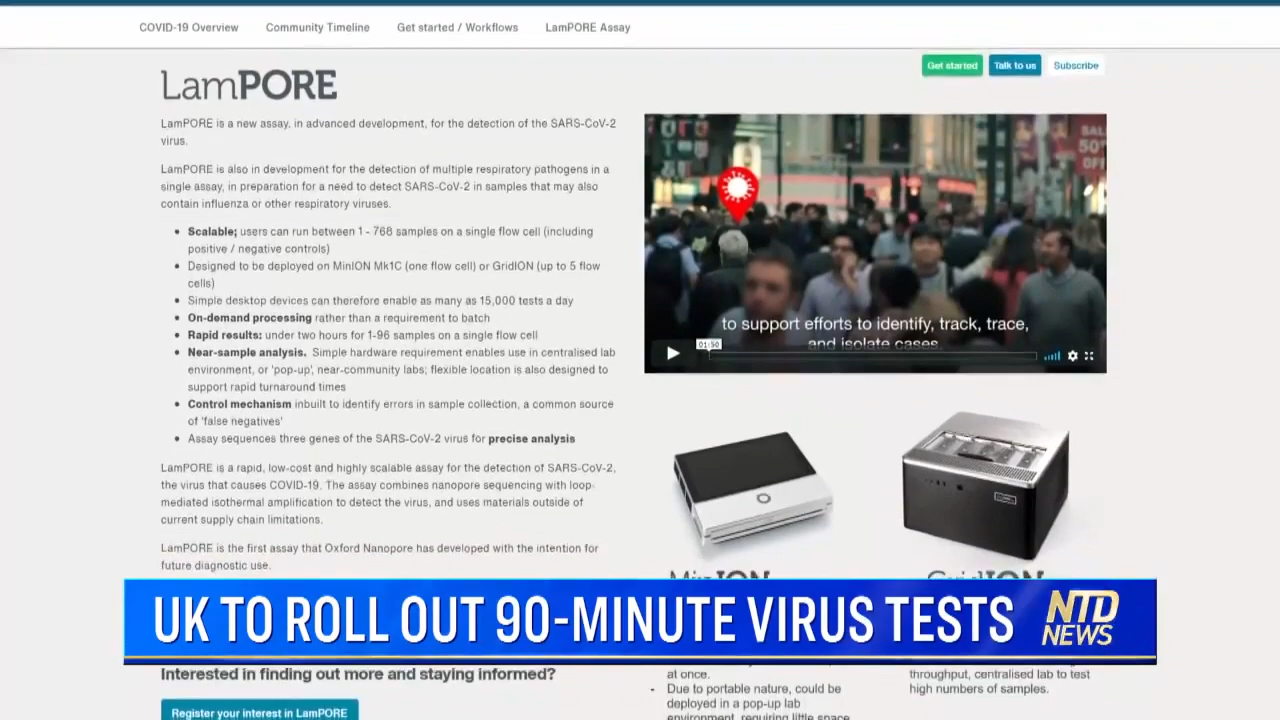 COVID-19 Overview Community Timeline Get started / Workflows LamPORE Assay
Get started Talk to us Subscribe
LamPORE
LamPORE is a new assay, in advanced development, for the detection of the SARS-CoV-2
virus.
LamPORE is also in development for the detection of multiple respiratory pathogens in a
single assay, in preparation for a need to detect SARS-CoV-2 in samples that may also
contain influenza or other respiratory viruses.
• Scalable; users can run between 1 - 768 samples on a single flow cell (including
positive / negative controls)
• Designed to be deployed on MinION Mk1C (one flow cell) or GridION (up to 5 flow
cells)
• Simple desktop devices can therefore enable as many as 15,000 tests a day
• On-demand processing rather than a requirement to batch
• Rapid results: under two hours for 1-96 samples on a single flow cell
• Near-sample analysis. Simple hardware requirement enables use in centralised lab
environment, or 'pop-up', near-community labs; flexible location is also designed to
support rapid turnaround times
• Control mechanism inbuilt to identify errors in sample collection, a common source
of 'false negatives'
• Assay sequences three genes of the SARS-CoV-2 virus for precise analysis
LamPORE is a rapid, low-cost and highly scalable assay for the detection of SARS-CoV-2,
the virus that causes COVID-19. The assay combines nanopore sequencing with loop-
mediated isothermal amplification to detect the virus, and uses materials outside of
current supply chain limitations.
LamPORE is the first assay that Oxford Nanopore has developed with the intention for
future diagnostic use.
SALE
50%
OFF
to support efforts to identify, track, trace,
and isolate cases.
01:50
MinION
GridION
UK TO ROLL OUT 90-MINUTE VIRUS TESTS
NTD
NEWS
Interested in finding out more and staying informed?
Register your interest in LamPORE
at once.
- Due to portable nature, could be
deployed in a pop-up lab
environment, requiring little space
throughput, centralised lab to test
high numbers of samples.